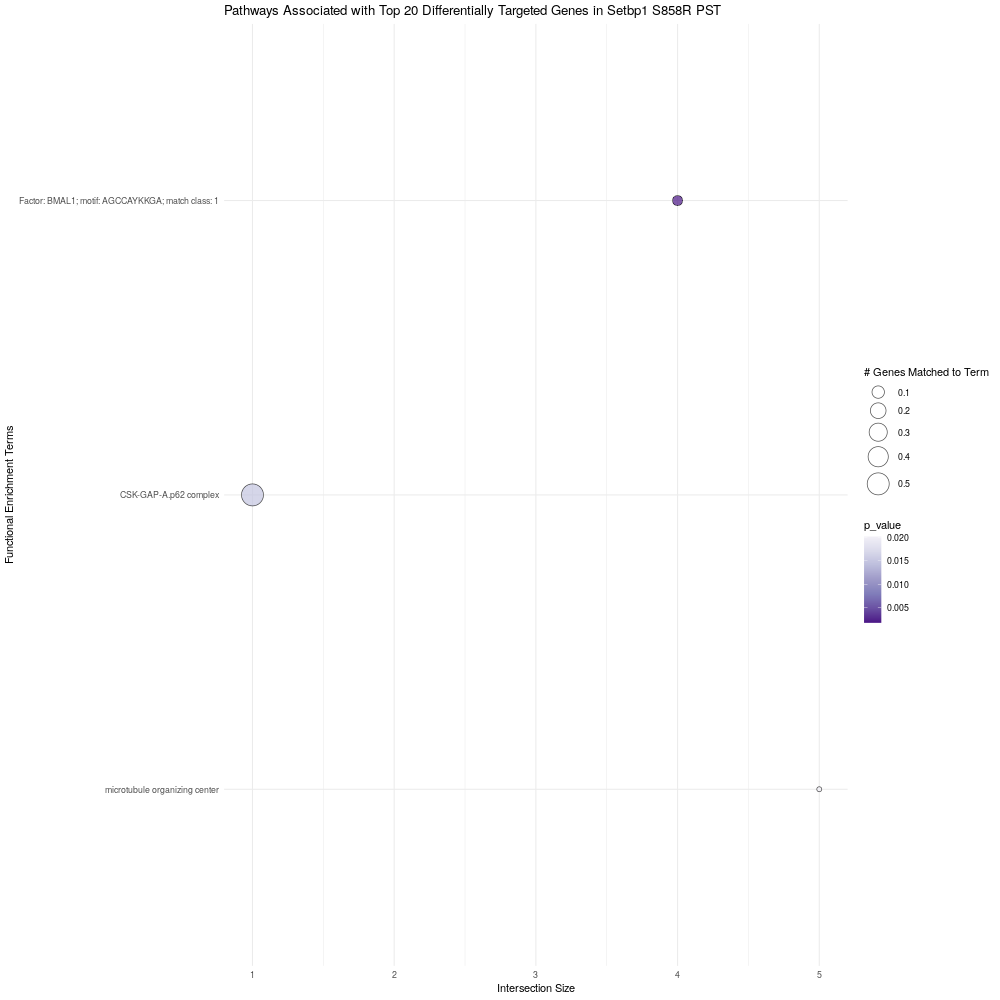 Pathways Associated with Top 20 Differentially Targeted Genes in Setbp1 S858R PST
Functional Enrichment Terms
Factor: BMAL1; motif: AGCCAYKKGA; match class: 1
CSK-GAP-A.p62 complex
microtubule organizing center
1 2 3 4 5
Intersection Size
# Genes Matched to Term
0.1
0.2
0.3
0.4
0.5
p_value
0.020
0.015
0.010
0.005